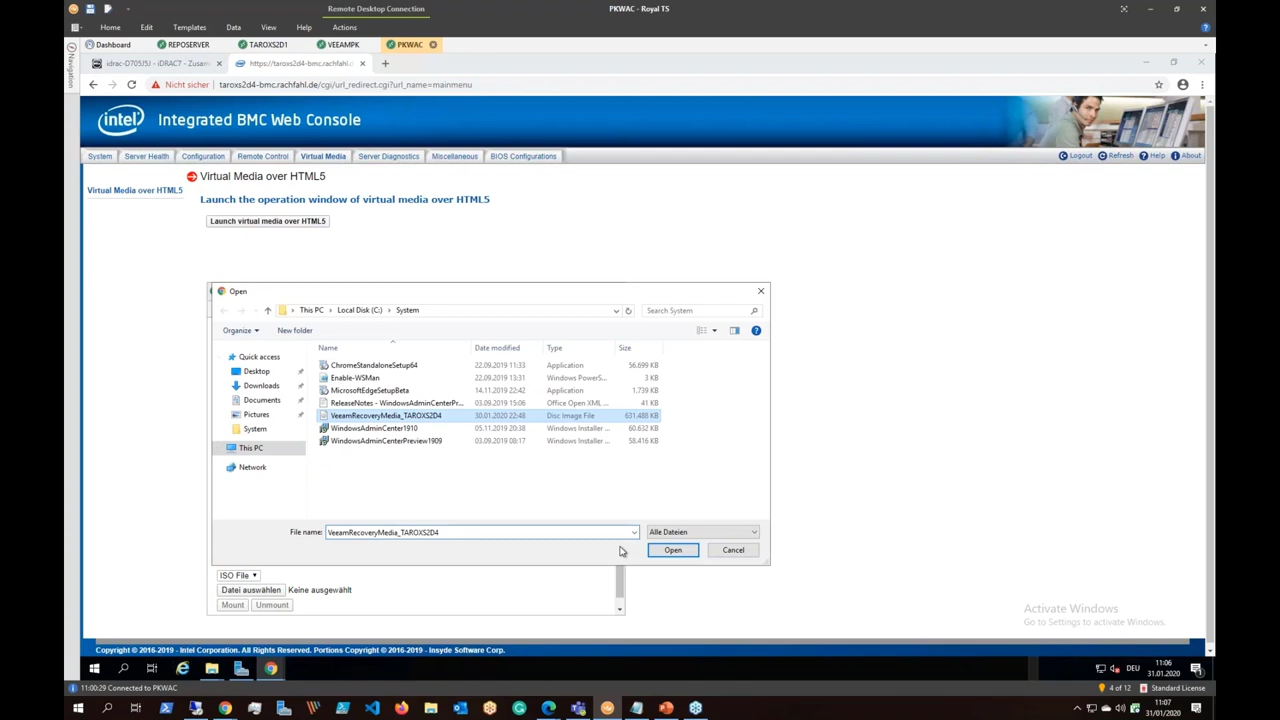 Remote Desktop Connection
PKWAC - Royal TS
Home Edit Templates Data View Help Actions
Navigation
Dashboard REPOSERVER TAROXS2D1 VEEAMPK PKWAC
idrac-D705J5J - iDRAC7 - Zusam
https://taroxs2d4-bmc.rachfahl.d
Nicht sicher taroxs2d4-bmc.rachfahl.de/cgi/url_redirect.cgi?url_name=mainmenu
intel Integrated BMC Web Console
System Server Health Configuration Remote Control Virtual Media Server Diagnostics Miscellaneous BIOS Configurations Logout Refresh Help About
Virtual Media over HTML5
Virtual Media over HTML5
Launch the operation window of virtual media over HTML5
Launch virtual media over HTML5
Open
This PC Local Disk (C:) System
Search System
Organize New folder
Name Date modified Type Size
Quick access
Desktop
Downloads
Documents
Pictures
System
This PC
Network
ChromeStandaloneSetup64 22.09.2019 11:33 Application 56.699 KB
Enable-WSMan 22.09.2019 13:31 Windows PowerS... 3 KB
MicrosoftEdgeSetupBeta 14.11.2019 22:42 Application 1.739 KB
ReleaseNotes - WindowsAdminCenterPr... 03.09.2019 15:06 Office Open XML ... 41 KB
VeeamRecoveryMedia_TAROXS2D4 30.01.2020 22:48 Disc Image File 631.488 KB
WindowsAdminCenter1910 05.11.2019 20:38 Windows Installer ... 60.632 KB
WindowsAdminCenterPreview1909 03.09.2019 08:17 Windows Installer ... 58.416 KB
File name: VeeamRecoveryMedia_TAROXS2D4 Alle Dateien
Open Cancel
ISO File
Datei auswählen Keine ausgewählt
Mount Unmount
Activate Windows
Go to Settings to activate Windows.
Copyright © 2016-2019 - Intel Corporation. All Rights Reserved. Portions Copyright © 2016-2019 - Insyde Software Corp.
DEU
11:06
31.01.2020
11:00:29 Connected to PKWAC
4 of 12 Standard License
11:07
31/01/2020